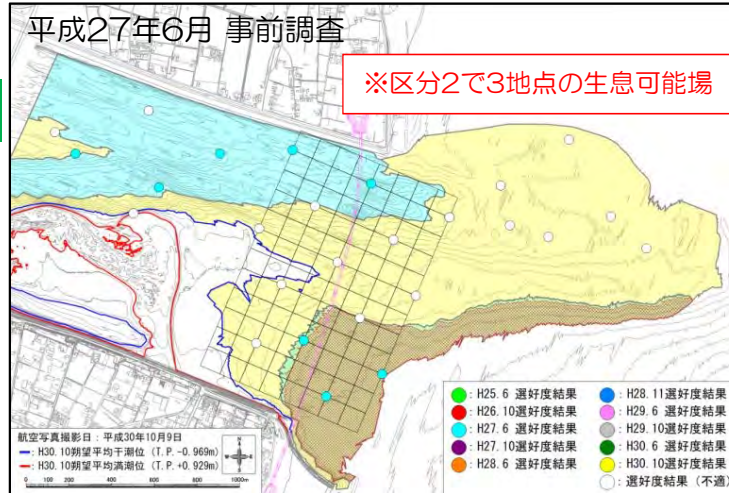 平成27年6月 事前調査
※区分2で3地点の生息可能場
: H25.6 選好度結果
: H26.10選好度結果
: H27.6 選好度結果
: H27.10選好度結果
: H28.6 選好度結果
: H28.11選好度結果
: H29.6 選好度結果
: H29.10選好度結果
: H30.6 選好度結果
: H30.10選好度結果
: 選好度結果（不適）
航空写真撮影日：平成30年10月9日
: H30.10朔望平均干潮位（T.P.-0.969m）
: H30.10朔望平均満潮位（T.P.+0.929m）
0 100 200 400 600 800 1000m